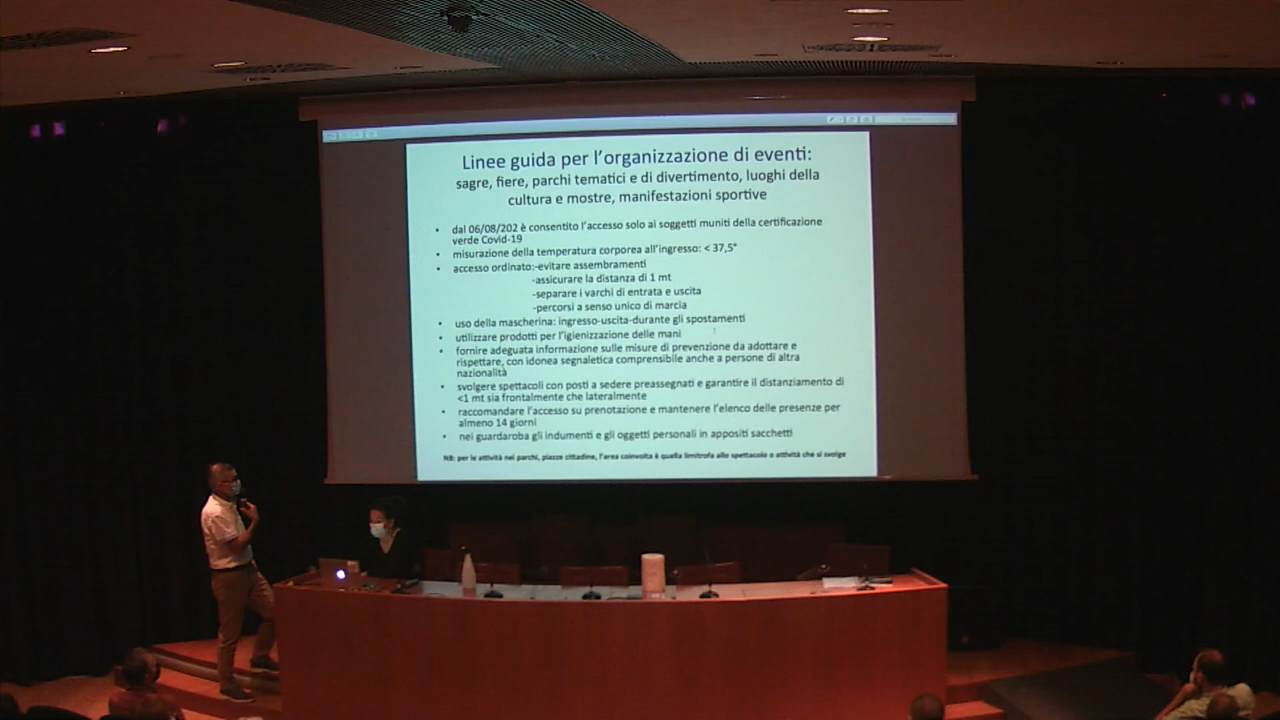 Linee guida per l'organizzazione di eventi:
sagre, fiere, parchi tematici e di divertimento, luoghi della
cultura e mostre, manifestazioni sportive
• dal 06/08/202 è consentito l'accesso solo ai soggetti muniti della certificazione
verde Covid-19
• misurazione della temperatura corporea all'ingresso: < 37,5°
• accesso ordinato:-evitare assembramenti
-assicurare la distanza di 1 mt
-separare i varchi di entrata e uscita
-percorsi a senso unico di marcia
• uso della mascherina: ingresso-uscita-durante gli spostamenti
• utilizzare prodotti per l'igienizzazione delle mani
• fornire adeguata informazione sulle misure di prevenzione da adottare e
rispettare, con idonea segnaletica comprensibile anche a persone di altra
nazionalità
• svolgere spettacoli con posti a sedere preassegnati e garantire il distanziamento di
<1 mt sia frontalmente che lateralmente
• raccomandare l'accesso su prenotazione e mantenere l'elenco delle presenze per
almeno 14 giorni
• nei guardaroba gli indumenti e gli oggetti personali in appositi sacchetti
NB: per le attività nei parchi, piazze cittadine, l'area coinvolta è quella limitrofa allo spettacolo o attività che si svolge